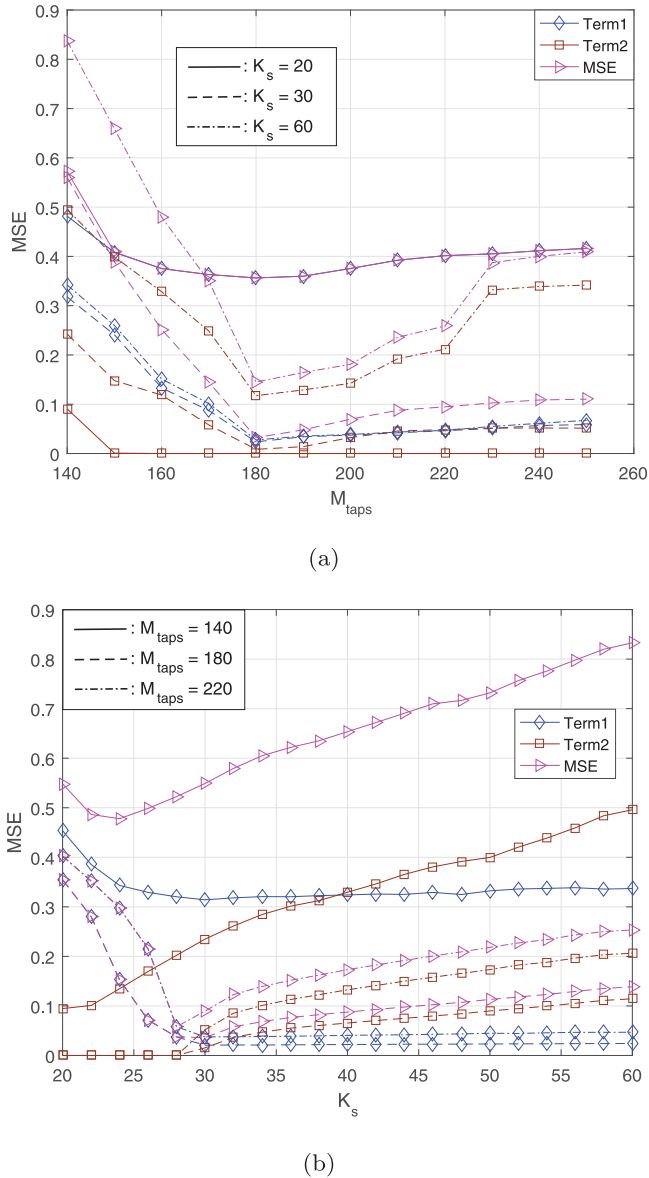 0.9
0.8
0.7
0.6
0.5
0.4
0.3
0.2
0.1
0
MSE
: K_s = 20
: K_s = 30
: K_s = 60
Term1
Term2
MSE
140 160 180 200 220 240 260
M_taps
(a)
0.9
0.8
0.7
0.6
0.5
0.4
0.3
0.2
0.1
0
MSE
: M_taps = 140
: M_taps = 180
: M_taps = 220
Term1
Term2
MSE
20 25 30 35 40 45 50 55 60
K_s
(b)